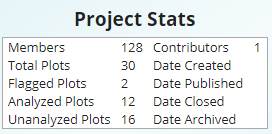 Project Stats
Members 128 Contributors 1
Total Plots 30 Date Created
Flagged Plots 2 Date Published
Analyzed Plots 12 Date Closed
Unanalyzed Plots 16 Date Archived